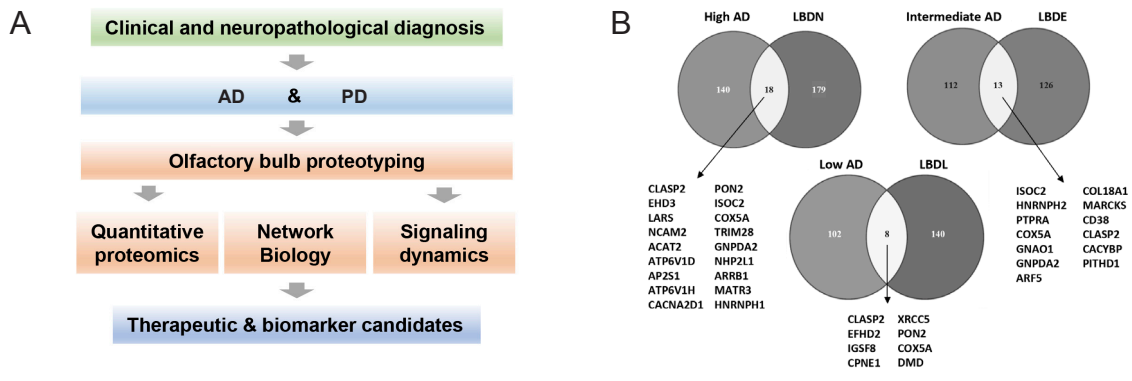 A
Clinical and neuropathological diagnosis
AD & PD
Olfactory bulb proteotyping
Quantitative
proteomics
Network
Biology
Signaling
dynamics
Therapeutic & biomarker candidates
B
High AD LBDN
140 18 179
CLASP2 PON2
EHD3 ISOC2
LARS COX5A
NCAM2 TRIM28
ACAT2 GNPDA2
ATP6V1D NHP2L1
AP2S1 ARRB1
ATP6V1H MATR3
CACNA2D1 HNRNPH1
Intermediate AD LBDE
112 13 126
ISOC2 COL18A1
HNRNPH2 MARCKS
PTPRA CD38
COX5A CLASP2
GNAO1 CACYBP
GNPDA2 PITHD1
ARF5
Low AD LBDL
102 8 140
CLASP2 XRCC5
EFHD2 PON2
IGSF8 COX5A
CPNE1 DMD